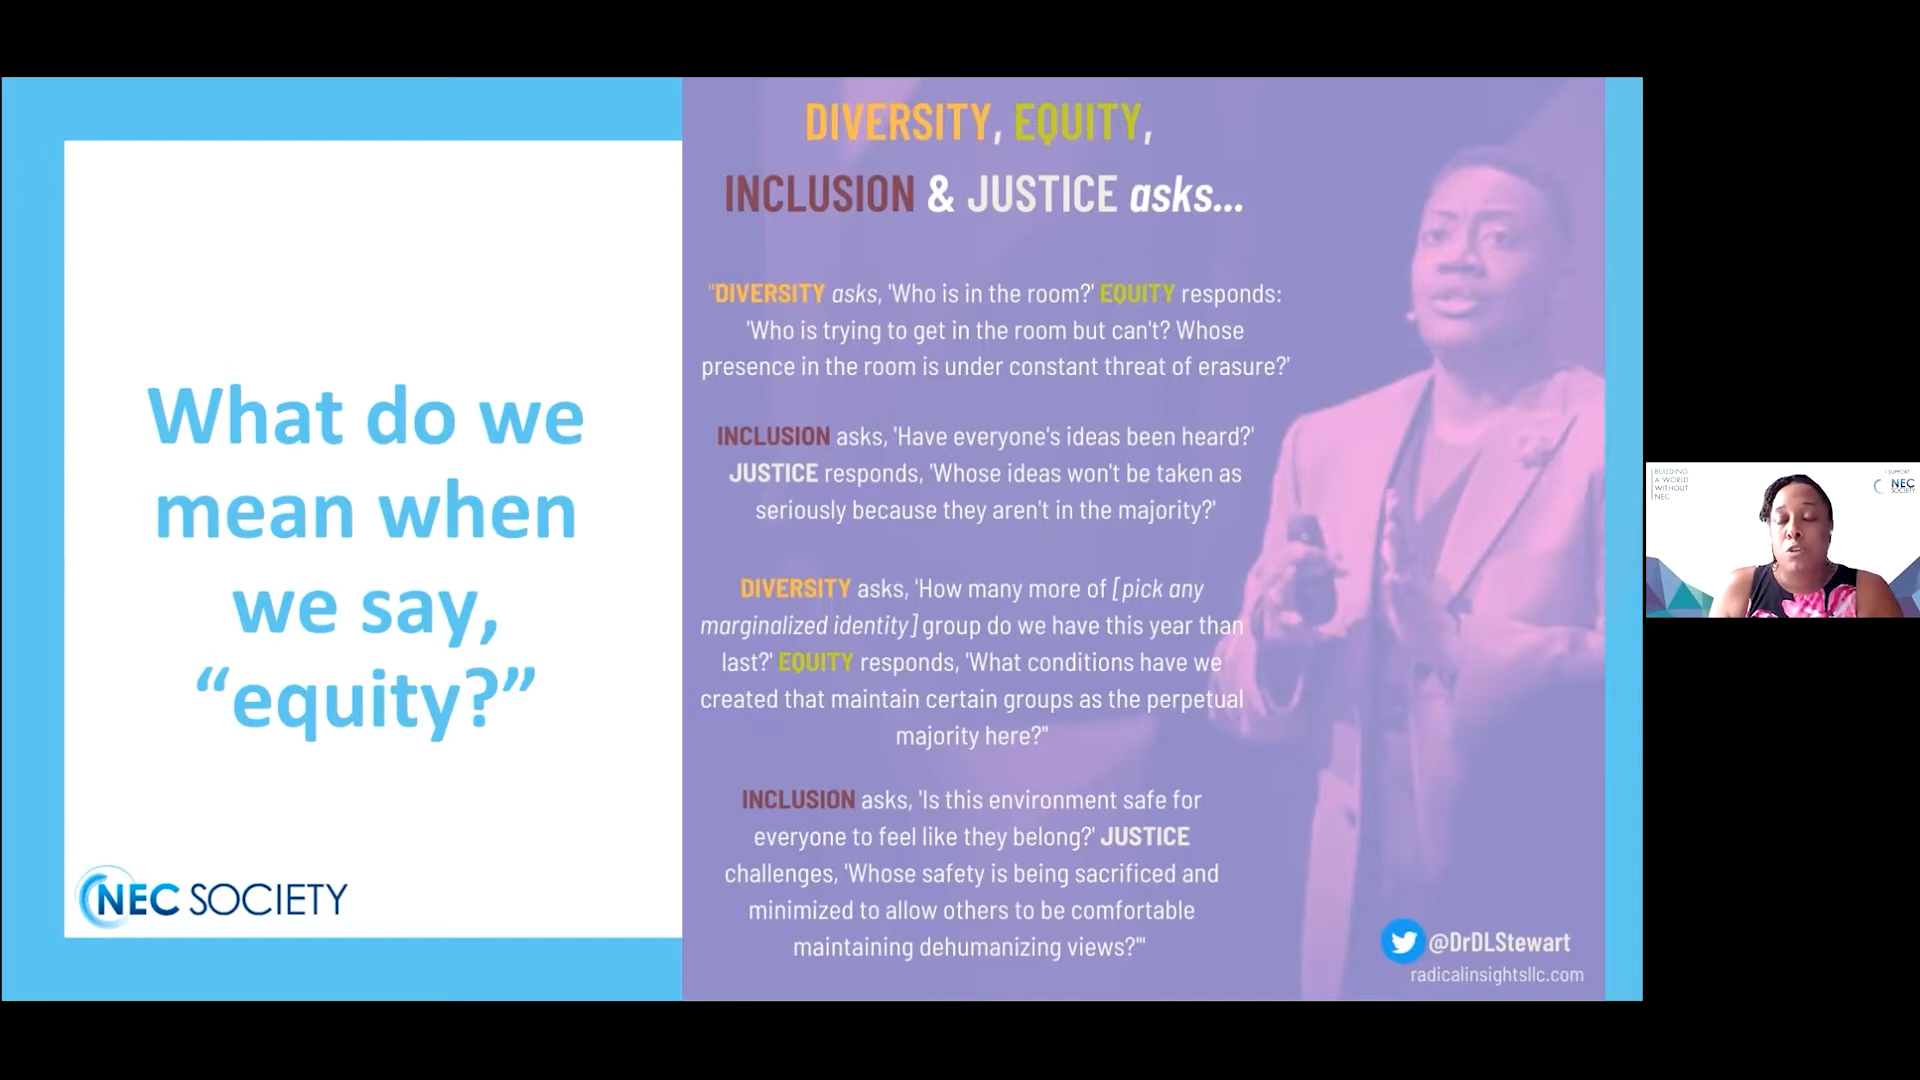 What do we
mean when
we say,
“equity?”
NEC SOCIETY
DIVERSITY, EQUITY,
INCLUSION & JUSTICE asks...
"DIVERSITY asks, 'Who is in the room?' EQUITY responds:
'Who is trying to get in the room but can't? Whose
presence in the room is under constant threat of erasure?'
INCLUSION asks, 'Have everyone's ideas been heard?'
JUSTICE responds, 'Whose ideas won't be taken as
seriously because they aren't in the majority?'
DIVERSITY asks, 'How many more of [pick any
marginalized identity] group do we have this year than
last?' EQUITY responds, 'What conditions have we
created that maintain certain groups as the perpetual
majority here?"
INCLUSION asks, 'Is this environment safe for
everyone to feel like they belong?' JUSTICE
challenges, 'Whose safety is being sacrificed and
minimized to allow others to be comfortable
maintaining dehumanizing views?'"
@DrDLStewart
radicalinsightsllc.com
BUILDING
A WORLD
WITHOUT
NEC
I SUPPORT
NEC
SOCIETY